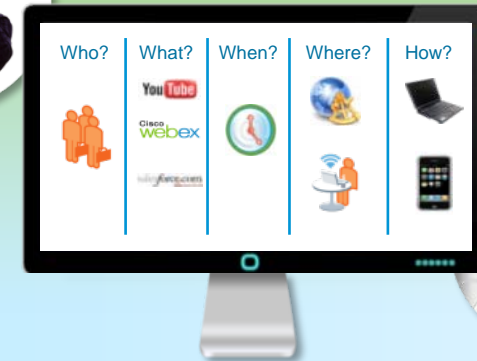 Who?
What?
When?
Where?
How?
YouTube
Cisco
webex
salesforce.com